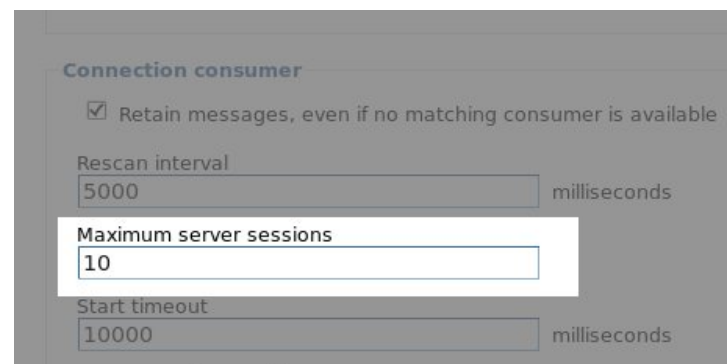 Connection consumer
Retain messages, even if no matching consumer is available
Rescan interval
5000 milliseconds
Maximum server sessions
10
Start timeout
10000 milliseconds